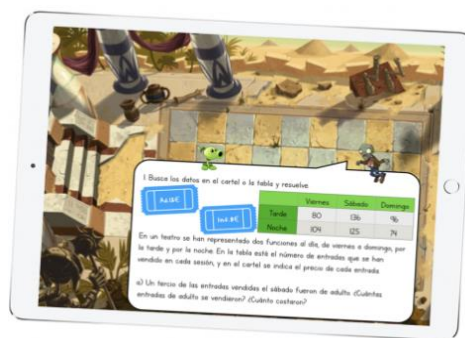 1. Busca los datos en el cartel o la tabla y resuelve
Viernes Sábado Domingo
Tarde 80 136 96
Noche 104 125 74
En un teatro se han representado dos funciones al día, de viernes a domingo, por
la tarde y por la noche. En la tabla está el número de entradas que se han
vendido en cada sesión, y en el cartel se indica el precio de cada entrada
a) Un tercio de las entradas vendidas el sábado fueron de adulto. ¿Cuántas
entradas de adulto se vendieron? ¿Cuánto costaron?